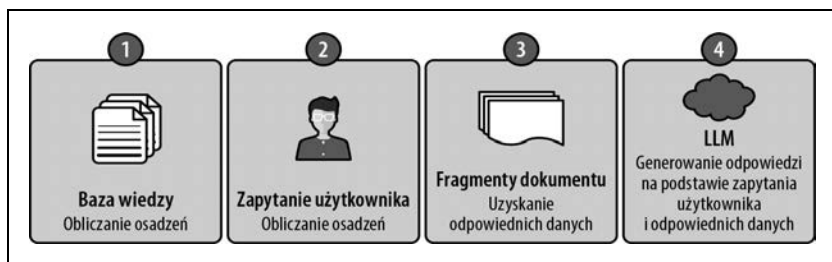 1
Baza wiedzy
Obliczanie osadzeń
2
Zapytanie użytkownika
Obliczanie osadzeń
3
Fragmenty dokumentu
Uzyskanie
odpowiednich danych
4
LLM
Generowanie odpowiedzi
na podstawie zapytania
użytkownika
i odpowiednich danych